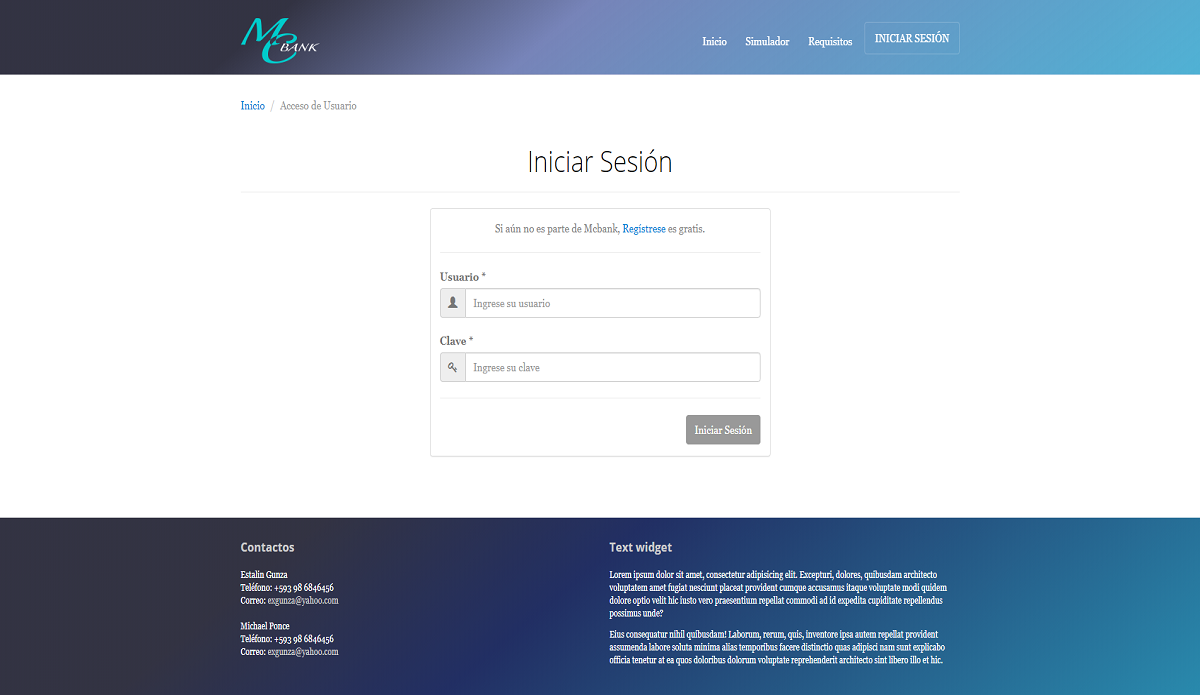 MC BANK
Inicio Simulador Requisitos INICIAR SESIÓN
Inicio / Acceso de Usuario
Iniciar Sesión
Si aún no es parte de Mcbank, Regístrese es gratis.
Usuario *
Ingrese su usuario
Clave *
Ingrese su clave
Iniciar Sesión
Contactos
Estalin Gunza
Teléfono: +593 98 6846456
Correo: exgunza@yahoo.com
Michael Ponce
Teléfono: +593 98 6846456
Correo: exgunza@yahoo.com
Text widget
Lorem ipsum dolor sit amet, consectetur adipisicing elit. Excepturi, dolores, quibusdam architecto
voluptatem amet fugiat nesciunt placeat provident cumque accusamus itaque voluptate modi quidem
dolore optio velit hic iusto vero praesentium repellat commodi ad id expedita cupiditate repellendus
possimus unde?
Eius consequatur nihil quibusdam! Laborum, rerum, quis, inventore ipsa autem repellat provident
assumenda labore soluta minima alias temporibus facere distinctio quas adipisci nam sunt explicabo
officia tenetur at ea quos doloribus dolorum voluptate reprehenderit architecto sint libero illo et hic.